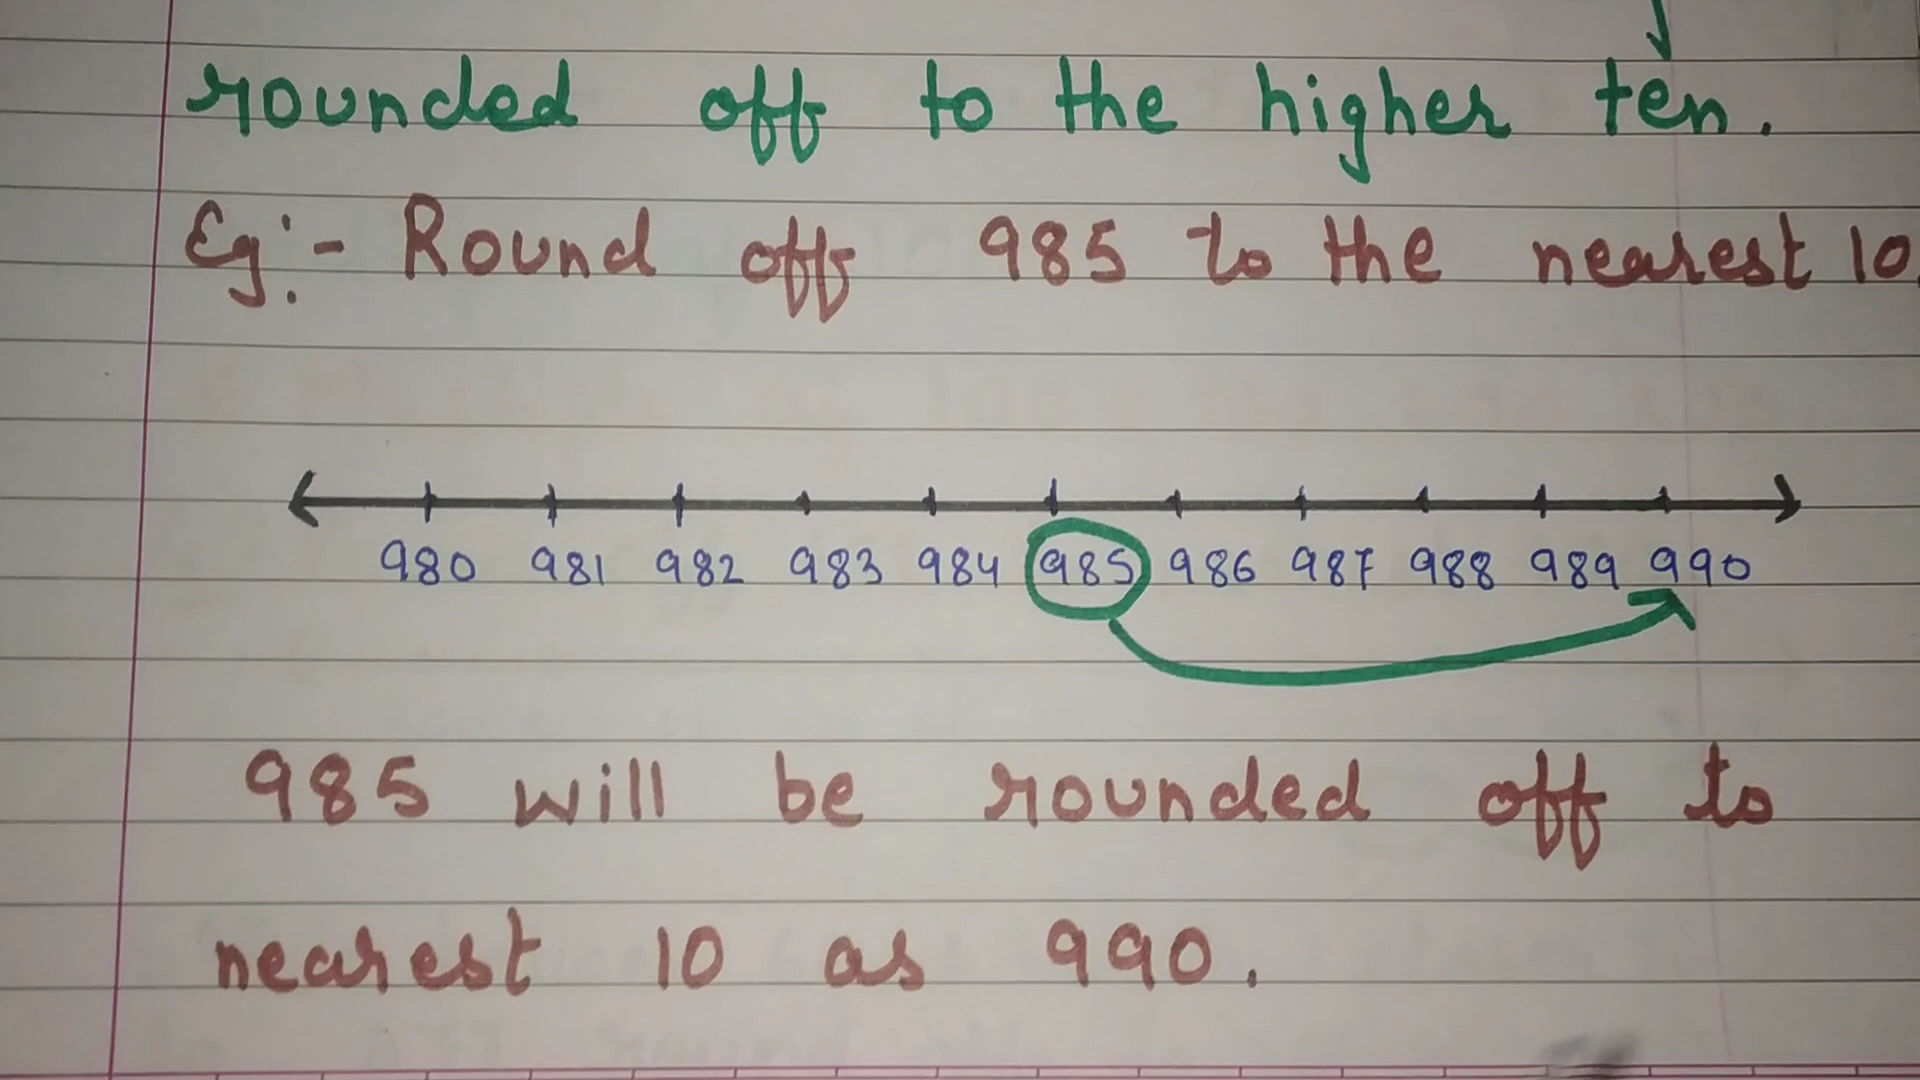 rounded off to the higher ten.
Eg:- Round off 985 to the nearest 10.
980 981 982 983 984 985 986 987 988 989 990
985 will be rounded off to
nearest 10 as 990.